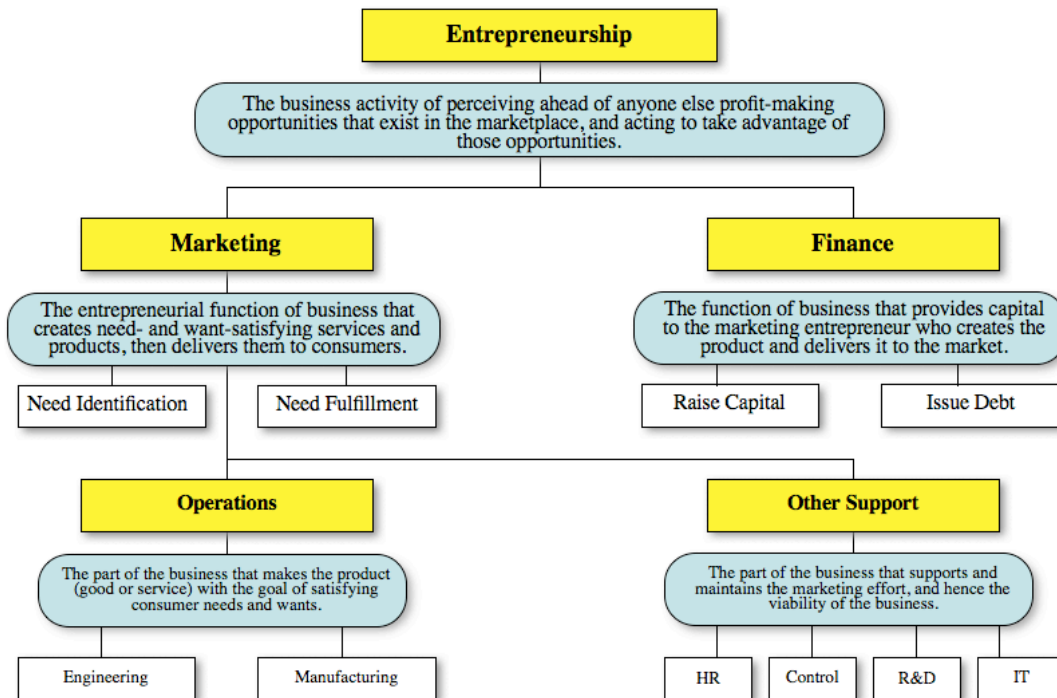 Entrepreneurship
The business activity of perceiving ahead of anyone else profit-making
opportunities that exist in the marketplace, and acting to take advantage of
those opportunities.
Marketing
Finance
The entrepreneurial function of business that
creates need- and want-satisfying services and
products, then delivers them to consumers.
The function of business that provides capital
to the marketing entrepreneur who creates the
product and delivers it to the market.
Need Identification
Need Fulfillment
Raise Capital
Issue Debt
Operations
Other Support
The part of the business that makes the product
(good or service) with the goal of satisfying
consumer needs and wants.
The part of the business that supports and
maintains the marketing effort, and hence the
viability of the business.
Engineering
Manufacturing
HR
Control
R&D
IT